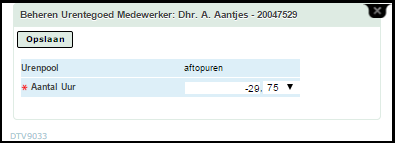 Beheren Urentegoed Medewerker: Dhr. A. Aantjes - 20047529
Opslaan
Urenpool aftopuren
* Aantal Uur -29, 75 ▼
DTV9033